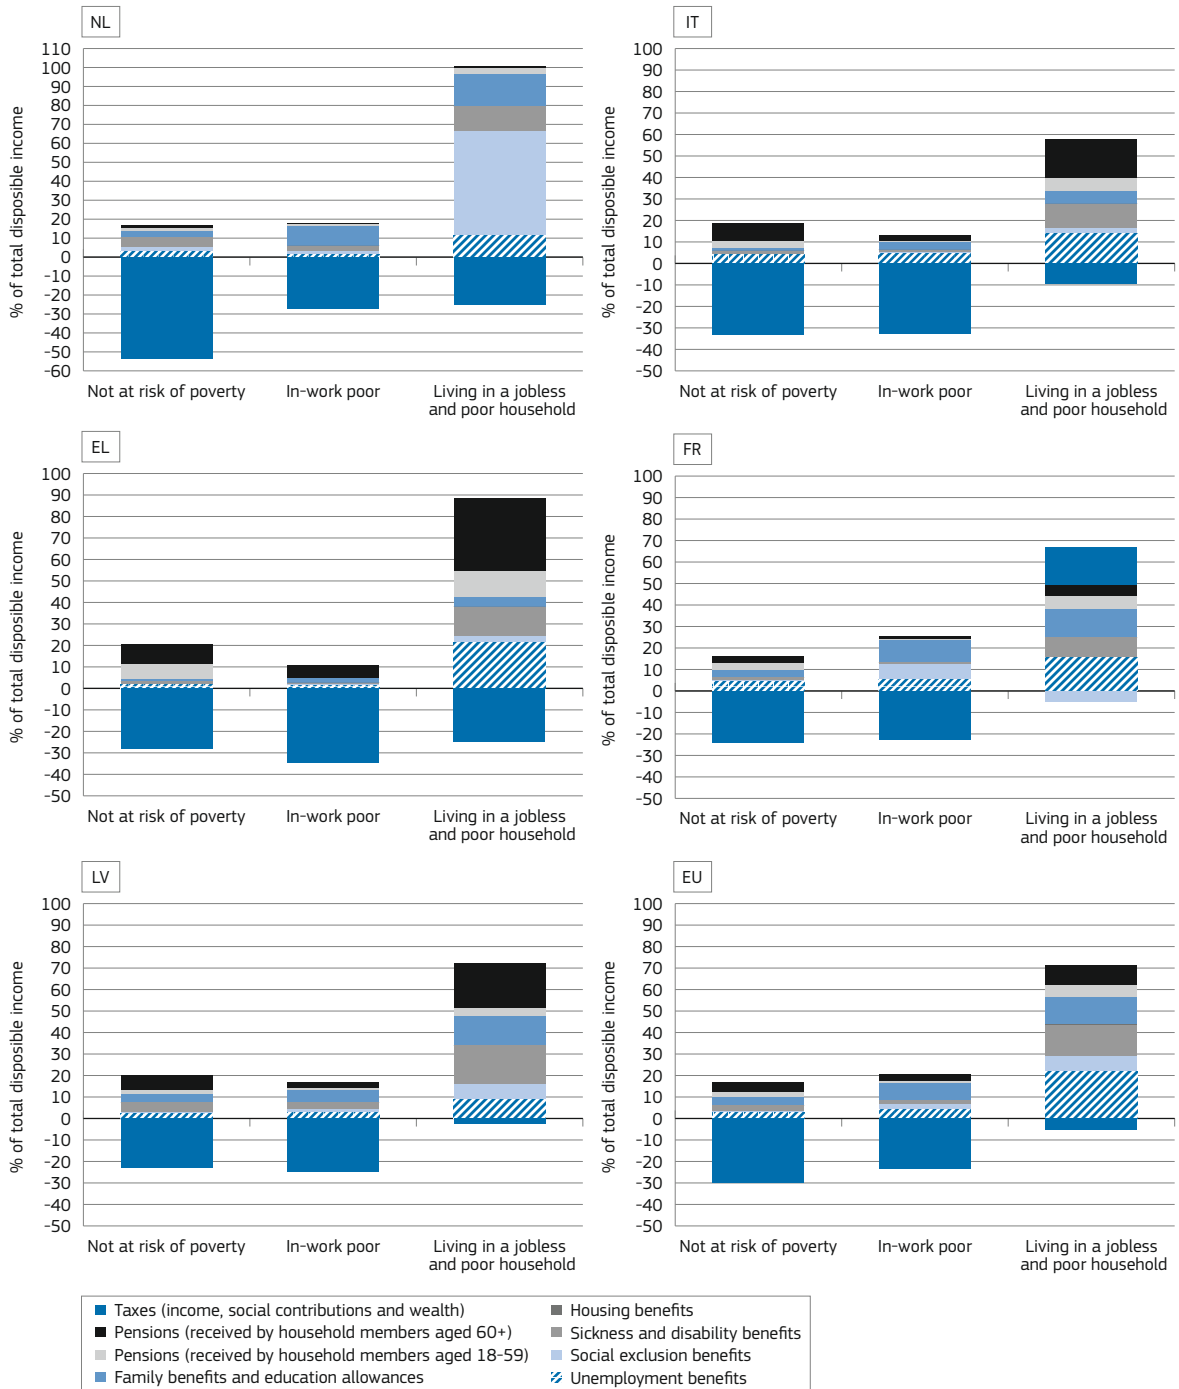 NL
% of total disposible income
110
100
90
80
70
60
50
40
30
20
10
0
-10
-20
-30
-40
-50
-60
Not at risk of poverty
In-work poor
Living in a jobless
and poor household
IT
% of total disposible income
100
90
80
70
60
50
40
30
20
10
0
-10
-20
-30
-40
-50
Not at risk of poverty
In-work poor
Living in a jobless
and poor household
EL
% of total disposible income
100
90
80
70
60
50
40
30
20
10
0
-10
-20
-30
-40
-50
Not at risk of poverty
In-work poor
Living in a jobless
and poor household
FR
% of total disposible income
100
90
80
70
60
50
40
30
20
10
0
-10
-20
-30
-40
-50
Not at risk of poverty
In-work poor
Living in a jobless
and poor household
LV
% of total disposible income
100
90
80
70
60
50
40
30
20
10
0
-10
-20
-30
-40
-50
Not at risk of poverty
In-work poor
Living in a jobless
and poor household
EU
% of total disposible income
100
90
80
70
60
50
40
30
20
10
0
-10
-20
-30
-40
-50
Not at risk of poverty
In-work poor
Living in a jobless
and poor household
Taxes (income, social contributions and wealth)
Pensions (received by household members aged 60+)
Pensions (received by household members aged 18-59)
Family benefits and education allowances
Housing benefits
Sickness and disability benefits
Social exclusion benefits
Unemployment benefits